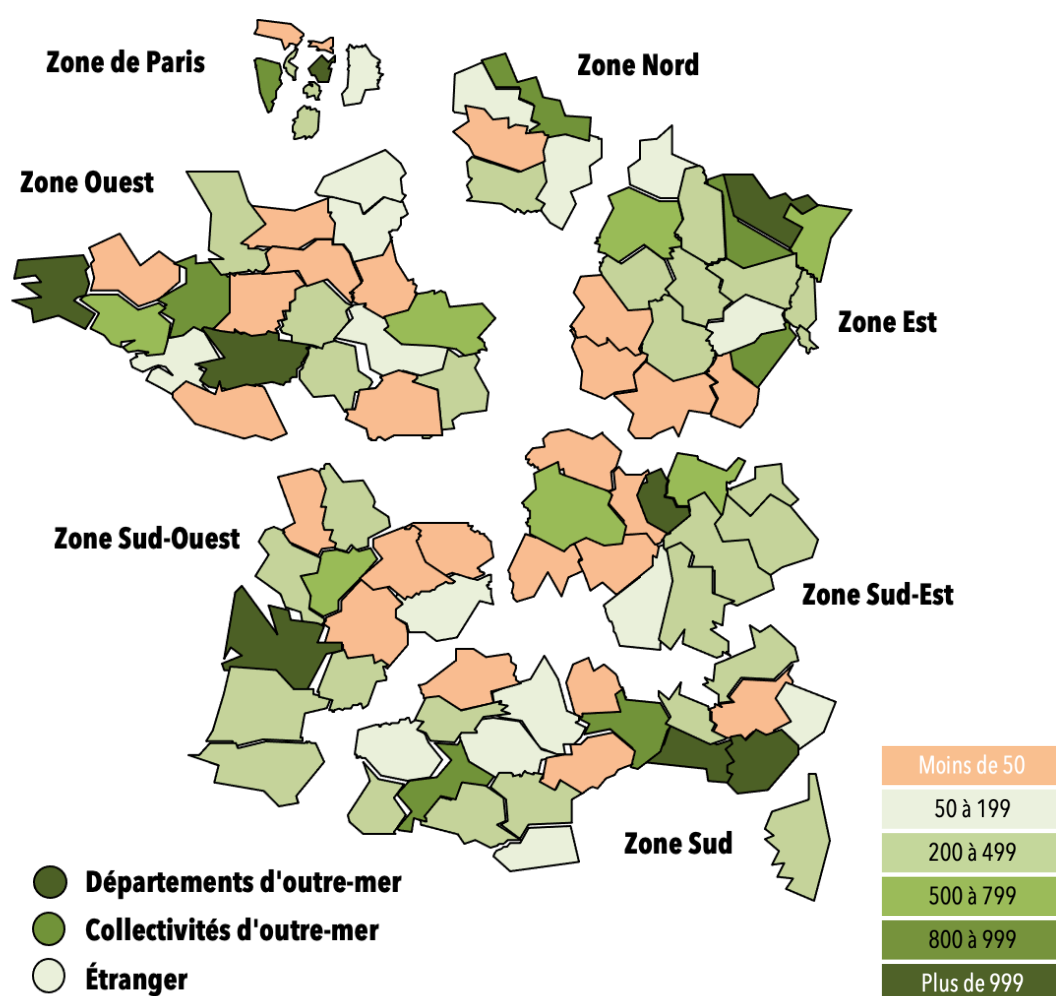 Zone de Paris
Zone Nord
Zone Ouest
Zone Est
Zone Sud-Ouest
Zone Sud-Est
Zone Sud
Départements d'outre-mer
Collectivités d'outre-mer
Étranger
Moins de 50
50 à 199
200 à 499
500 à 799
800 à 999
Plus de 999